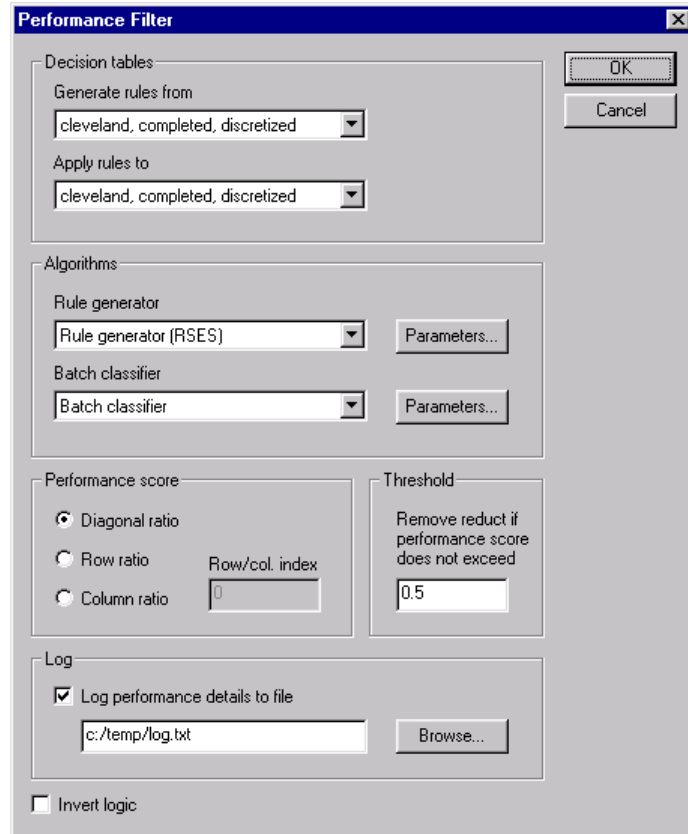 Performance Filter
Decision tables
Generate rules from
cleveland, completed, discretized
Apply rules to
cleveland, completed, discretized
OK
Cancel
Algorithms
Rule generator
Rule generator (RSES)
Parameters...
Batch classifier
Batch classifier
Parameters...
Performance score
Diagonal ratio
Row ratio
Column ratio
Row/col. index
0
Threshold
Remove reduct if
performance score
does not exceed
0.5
Log
Log performance details to file
c:/temp/log.txt
Browse...
Invert logic